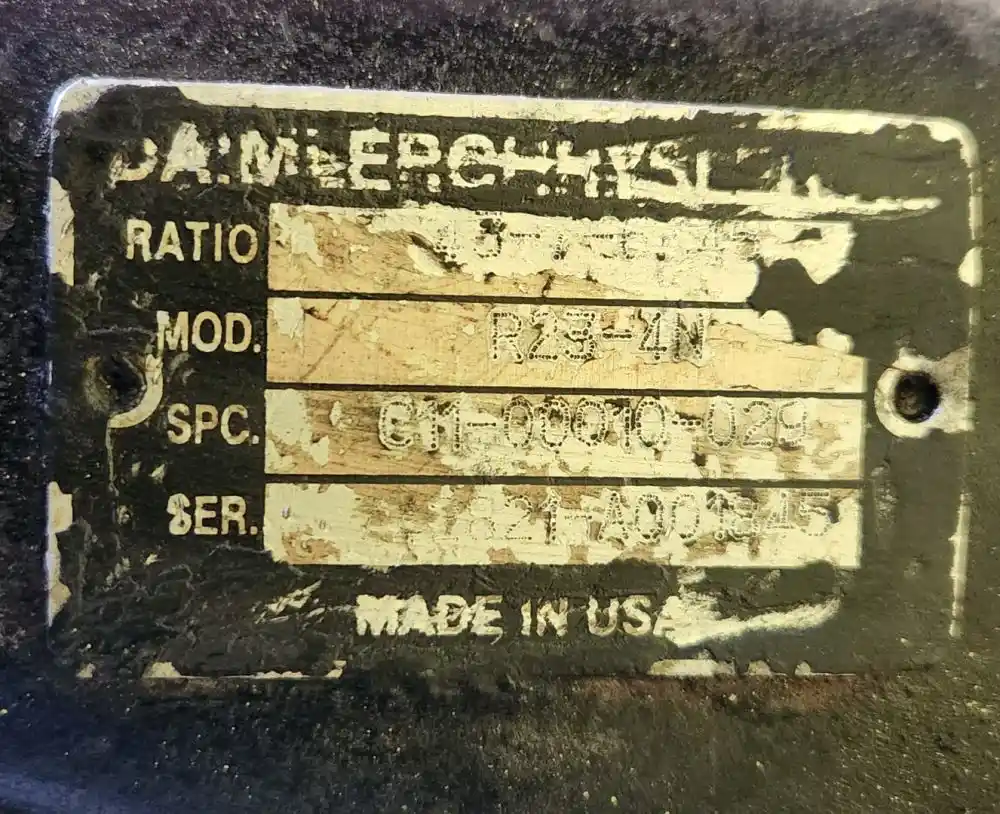 DAIMLERCHRYSLER
RATIO
MOD. R23-4N
SPC. C11-00010-029
SER.
MADE IN USA